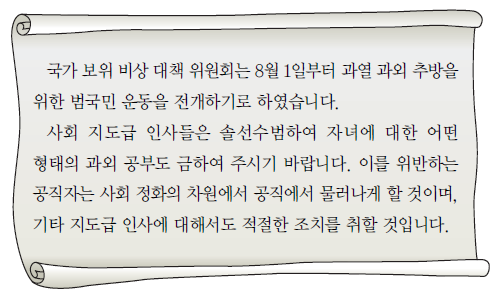 국가 보위 비상 대책 위원회는 8월 1일부터 과열 과외 추방을
위한 범국민 운동을 전개하기로 하였습니다.
사회 지도급 인사들은 솔선수범하여 자녀에 대한 어떤
형태의 과외 공부도 금하여 주시기 바랍니다. 이를 위반하는
공직자는 사회 정화의 차원에서 공직에서 물러나게 할 것이며,
기타 지도급 인사에 대해서도 적절한 조치를 취할 것입니다.